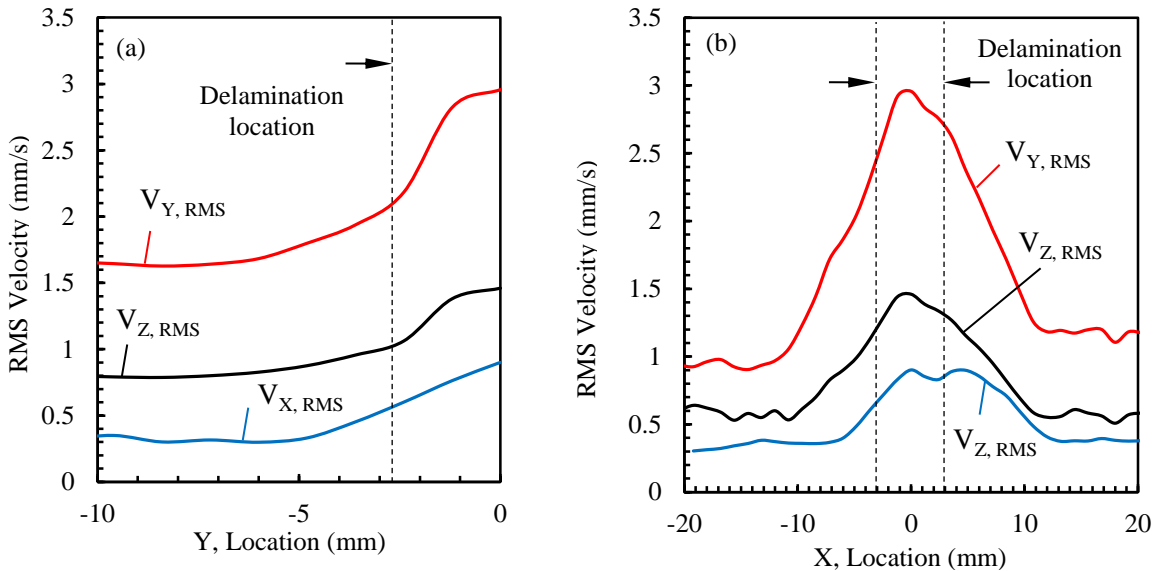 (a)
RMS Velocity (mm/s)
3.5
3
2.5
2
1.5
1
0.5
0
Delamination
location
V_Y, RMS
V_Z, RMS
V_X, RMS
-10
-5
0
Y, Location (mm)
(b)
RMS Velocity (mm/s)
3.5
3
2.5
2
1.5
1
0.5
0
Delamination
location
V_Y, RMS
V_Z, RMS
V_Z, RMS
-20
-10
0
10
20
X, Location (mm)